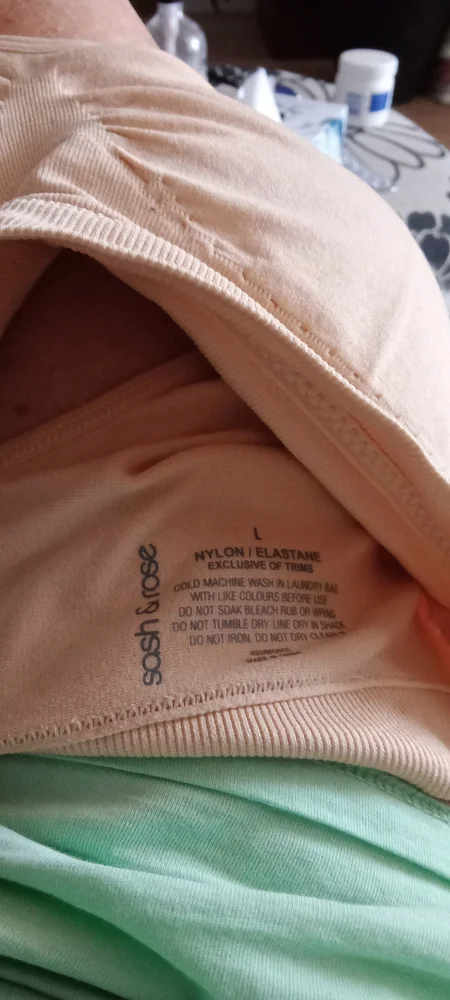 sash & rose
L
NYLON / ELASTANE
EXCLUSIVE OF TRIMS
COLD MACHINE WASH IN LAUNDRY BAG
WITH LIKE COLOURS BEFORE USE
DO NOT SOAK BLEACH RUB OR WRING
DO NOT TUMBLE DRY LINE DRY IN SHADE
DO NOT IRON. DO NOT DRY CLEAN
MADE IN